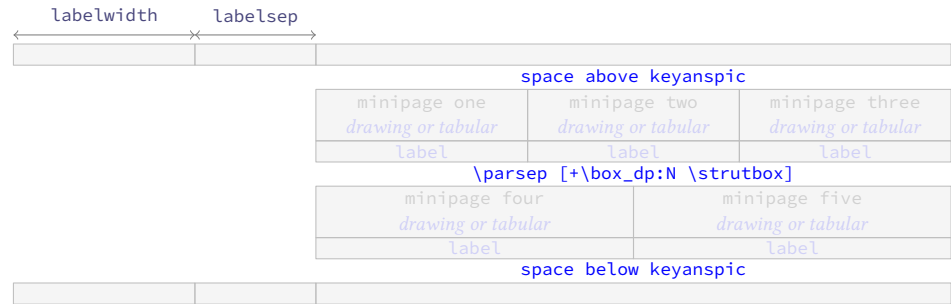 labelwidth labelsep
space above keyanspic
minipage one minipage two minipage three
drawing or tabular drawing or tabular drawing or tabular
label label label
\parsep [+\box_dp:N \strutbox]
minipage four minipage five
drawing or tabular drawing or tabular
label label
space below keyanspic